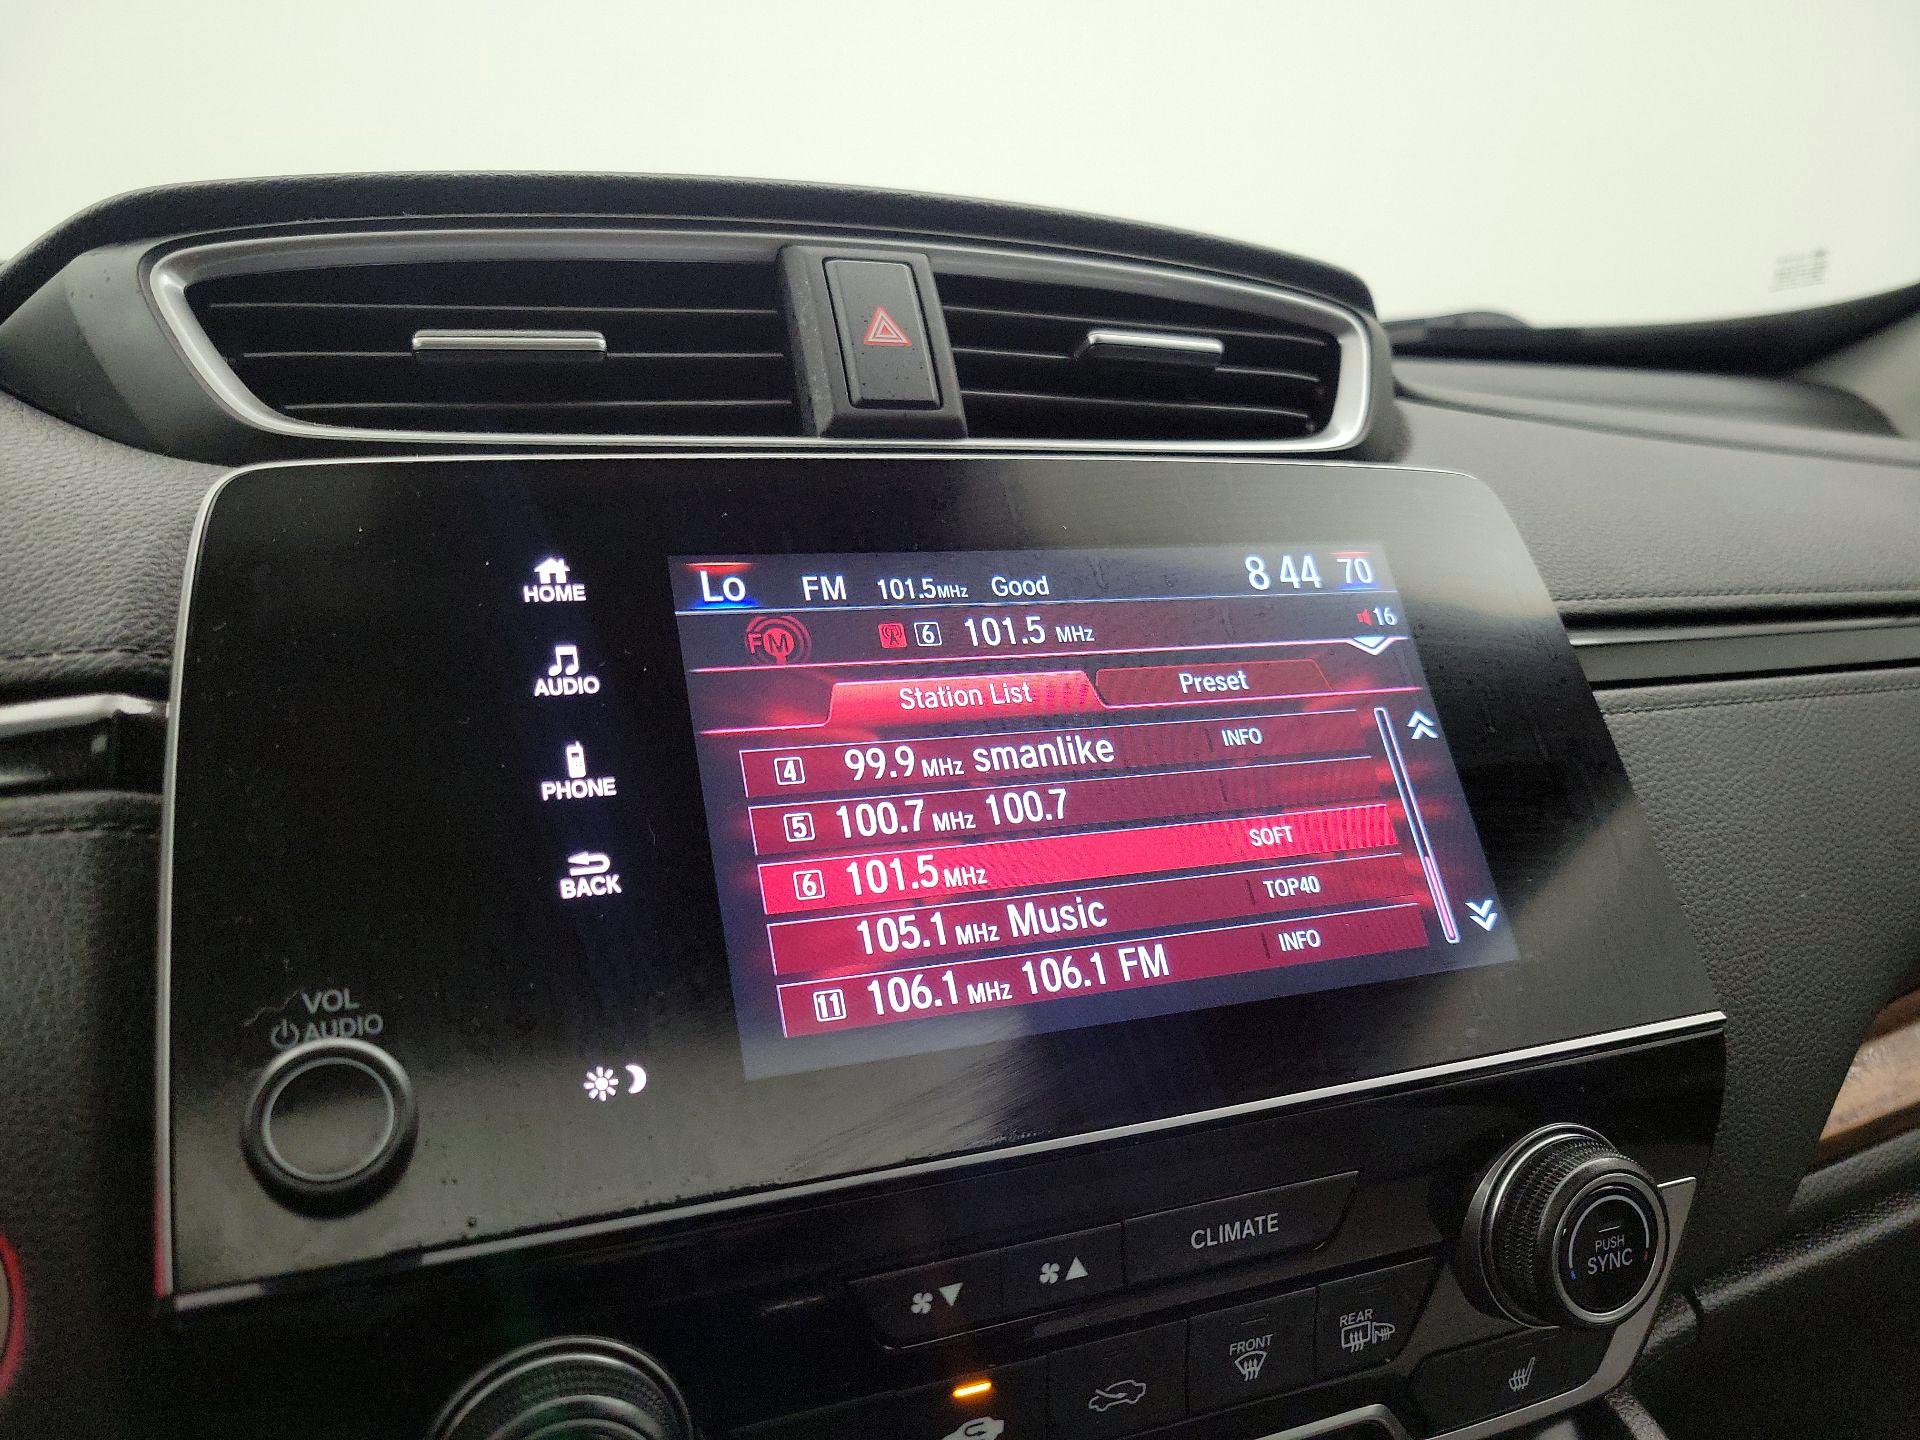 HOME
AUDIO
PHONE
BACK
VOL
AUDIO
Lo FM 101.5MHz Good 8 44 70
FM 6 101.5 MHz 16
Station List Preset
4 99.9 MHz smanlike INFO
5 100.7 MHz 100.7
6 101.5 MHz SOFT
105.1 MHz Music TOP40
11 106.1 MHz 106.1 FM INFO
CLIMATE
PUSH
SYNC
FRONT
REAR